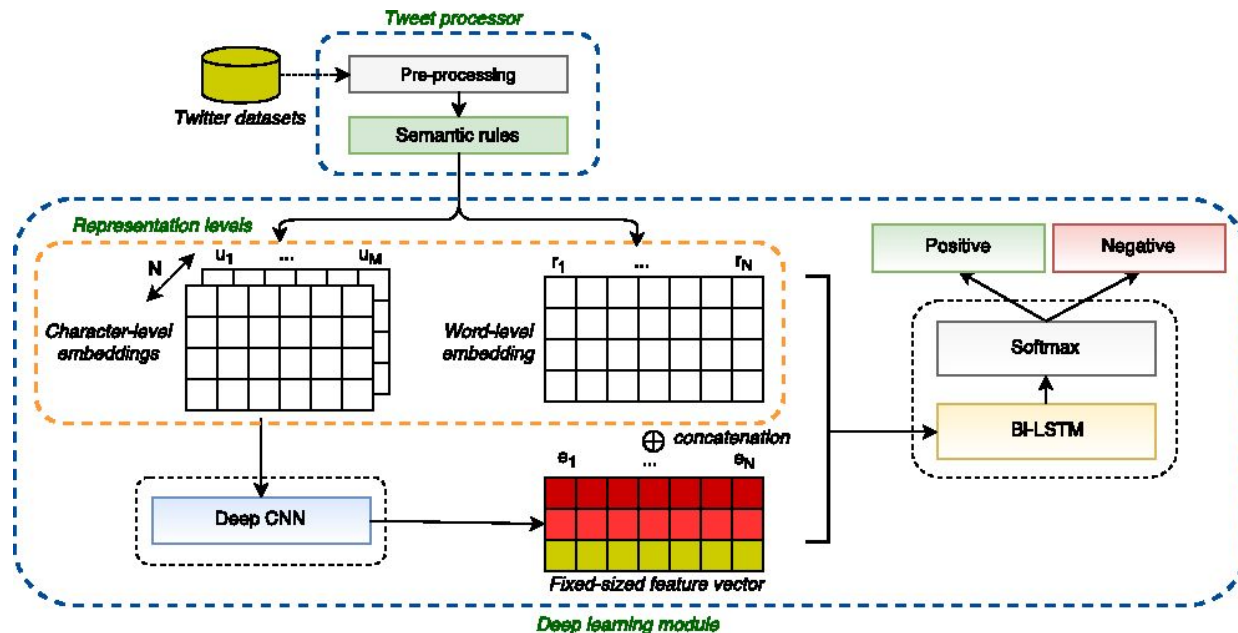 Tweet processor
Pre-processing
Twitter datasets
Semantic rules
Representation levels
N
u1 ... uM
r1 ... rN
Character-level
embeddings
Word-level
embedding
Positive
Negative
Softmax
BI-LSTM
⊕ concatenation
e1 ... eN
Deep CNN
Fixed-sized feature vector
Deep learning module